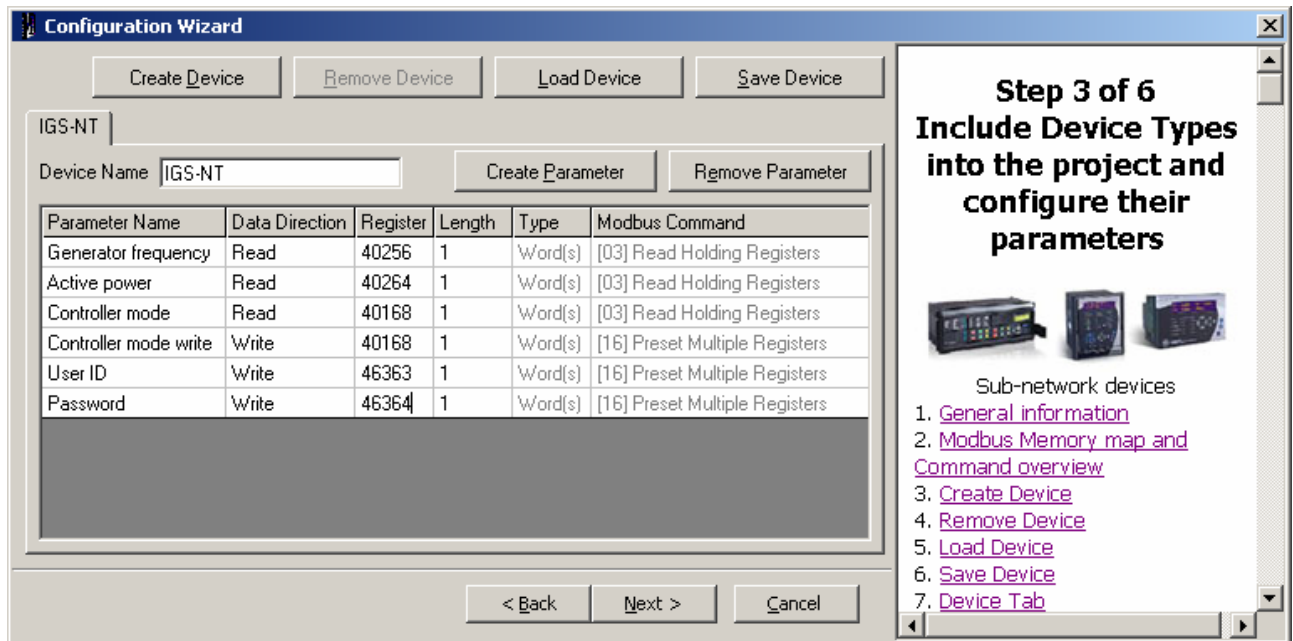 Configuration Wizard
Create Device Remove Device Load Device Save Device
IGS-NT
Device Name IGS-NT Create Parameter Remove Parameter
Parameter Name Data Direction Register Length Type Modbus Command
Generator frequency Read 40256 1 Word(s) [03] Read Holding Registers
Active power Read 40264 1 Word(s) [03] Read Holding Registers
Controller mode Read 40168 1 Word(s) [03] Read Holding Registers
Controller mode write Write 40168 1 Word(s) [16] Preset Multiple Registers
User ID Write 46363 1 Word(s) [16] Preset Multiple Registers
Password Write 46364 1 Word(s) [16] Preset Multiple Registers
< Back Next > Cancel
Step 3 of 6
Include Device Types
into the project and
configure their
parameters
Sub-network devices
1. General information
2. Modbus Memory map and
Command overview
3. Create Device
4. Remove Device
5. Load Device
6. Save Device
7. Device Tab